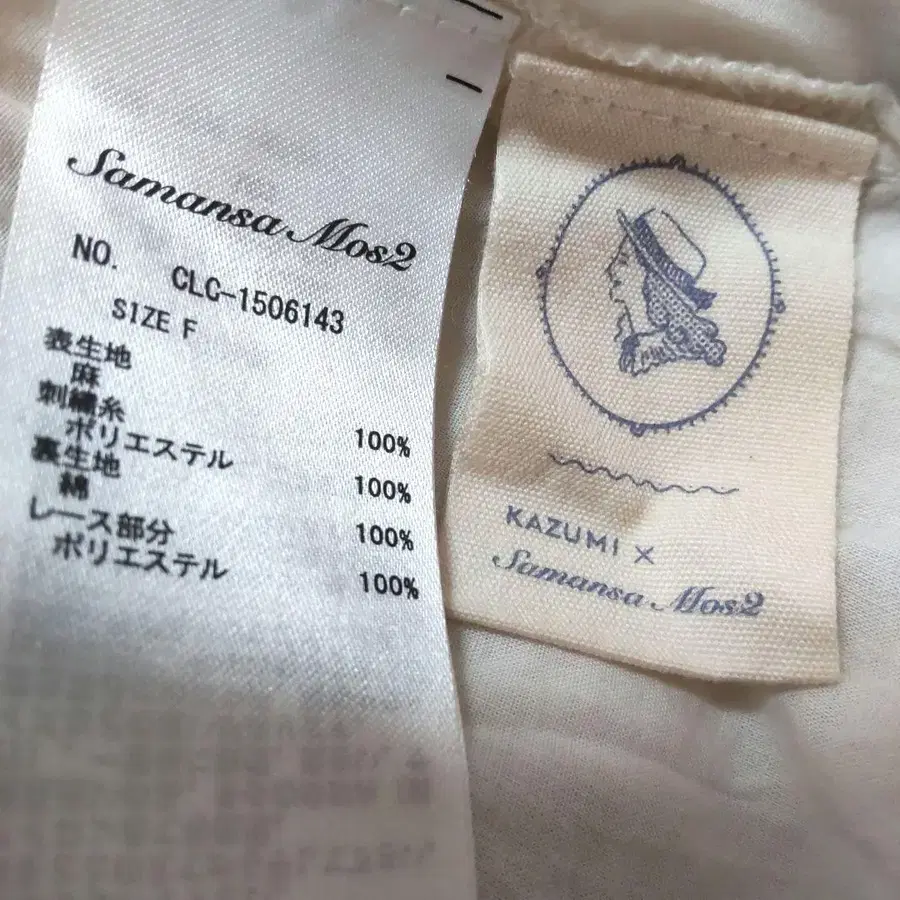 Samansa Mos2
NO. CLC-1506143
SIZE F
表生地
麻 100%
刺繍糸
ポリエステル 100%
裏生地
綿 100%
レース部分
ポリエステル 100%
KAZUMI ×
Samansa Mos2